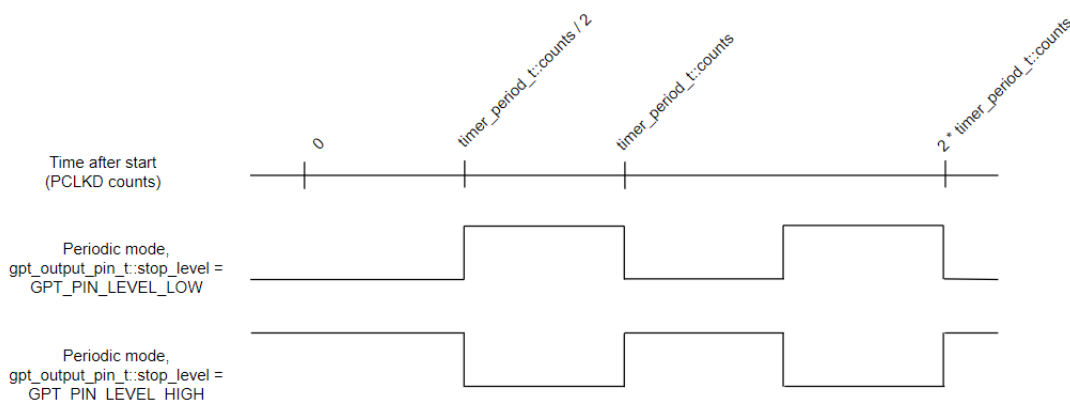 0
timer_period_t::counts / 2
timer_period_t::counts
2 * timer_period_t::counts
Time after start
(PCLKD counts)
Periodic mode,
gpt_output_pin_t::stop_level =
GPT_PIN_LEVEL_LOW
Periodic mode,
gpt_output_pin_t::stop_level =
GPT_PIN_LEVEL_HIGH